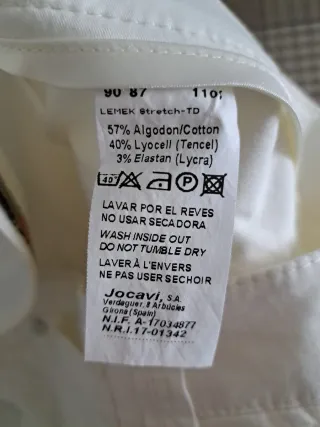 90 87 110
LEMEK Stretch-TD
57% Algodon/Cotton
40% Lyocell (Tencel)
3% Elastan (Lycra)
40° P
LAVAR POR EL REVES
NO USAR SECADORA
WASH INSIDE OUT
DO NOT TUMBLE DRY
LAVER À L'ENVERS
NE PAS USER SECHOIR
Jocavi, S.A.
Verdaguer, 8 Arbúcies
Girona (Spain)
N.I.F. A-17034877
N.R.I. 17-01342